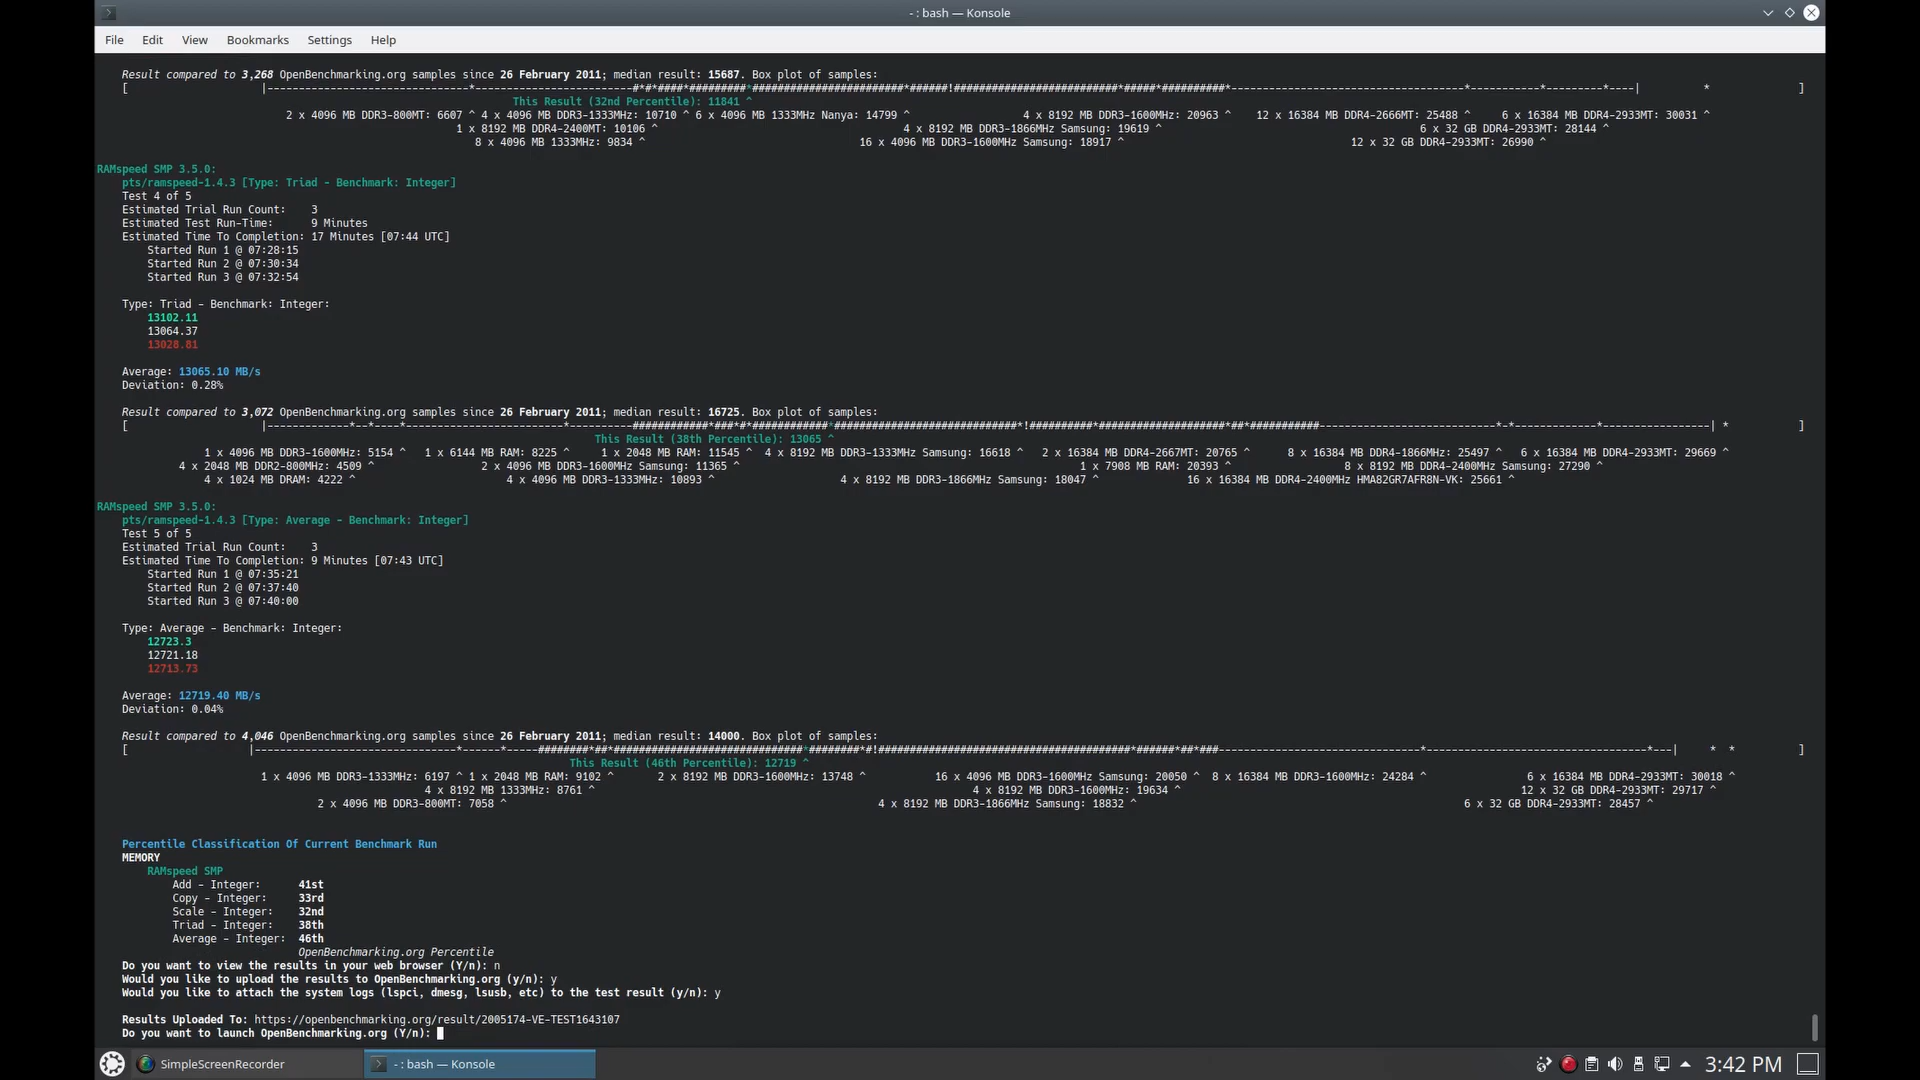 - : bash — Konsole
File Edit View Bookmarks Settings Help
Result compared to 3,268 OpenBenchmarking.org samples since 26 February 2011; median result: 15687. Box plot of samples:
This Result (32nd Percentile): 11841 ^
2 x 4096 MB DDR3-800MT: 6607 ^ 4 x 4096 MB DDR3-1333MHz: 10710 ^ 6 x 4096 MB 1333MHz Nanya: 14799 ^ 4 x 8192 MB DDR3-1600MHz: 20963 ^ 12 x 16384 MB DDR4-2666MT: 25488 ^ 6 x 16384 MB DDR4-2933MT: 30031 ^
1 x 8192 MB DDR4-2400MT: 10106 ^ 4 x 8192 MB DDR3-1866MHz Samsung: 19619 ^ 6 x 32 GB DDR4-2933MT: 28144 ^
8 x 4096 MB 1333MHz: 9834 ^ 16 x 4096 MB DDR3-1600MHz Samsung: 18917 ^ 12 x 32 GB DDR4-2933MT: 26990 ^
RAMspeed SMP 3.5.0:
pts/ramspeed-1.4.3 [Type: Triad - Benchmark: Integer]
Test 4 of 5
Estimated Trial Run Count: 3
Estimated Test Run-Time: 9 Minutes
Estimated Time To Completion: 17 Minutes [07:44 UTC]
Started Run 1 @ 07:28:15
Started Run 2 @ 07:30:34
Started Run 3 @ 07:32:54
Type: Triad - Benchmark: Integer:
13102.11
13064.37
13028.81
Average: 13065.10 MB/s
Deviation: 0.28%
Result compared to 3,072 OpenBenchmarking.org samples since 26 February 2011; median result: 16725. Box plot of samples:
This Result (38th Percentile): 13065 ^
1 x 4096 MB DDR3-1600MHz: 5154 ^ 1 x 6144 MB RAM: 8225 ^ 1 x 2048 MB RAM: 11545 ^ 4 x 8192 MB DDR3-1333MHz Samsung: 16618 ^ 2 x 16384 MB DDR4-2667MT: 20765 ^ 8 x 16384 MB DDR4-1866MHz: 25497 ^ 6 x 16384 MB DDR4-2933MT: 29669 ^
4 x 2048 MB DDR2-800MHz: 4509 ^ 2 x 4096 MB DDR3-1600MHz Samsung: 11365 ^ 1 x 7908 MB RAM: 20393 ^ 8 x 8192 MB DDR4-2400MHz Samsung: 27290 ^
4 x 1024 MB DRAM: 4222 ^ 4 x 4096 MB DDR3-1333MHz: 10893 ^ 4 x 8192 MB DDR3-1866MHz Samsung: 18047 ^ 16 x 16384 MB DDR4-2400MHz HMA82GR7AFR8N-VK: 25661 ^
RAMspeed SMP 3.5.0:
pts/ramspeed-1.4.3 [Type: Average - Benchmark: Integer]
Test 5 of 5
Estimated Trial Run Count: 3
Estimated Time To Completion: 9 Minutes [07:43 UTC]
Started Run 1 @ 07:35:21
Started Run 2 @ 07:37:40
Started Run 3 @ 07:40:00
Type: Average - Benchmark: Integer:
12723.3
12721.18
12713.73
Average: 12719.40 MB/s
Deviation: 0.04%
Result compared to 4,046 OpenBenchmarking.org samples since 26 February 2011; median result: 14000. Box plot of samples:
This Result (46th Percentile): 12719 ^
1 x 4096 MB DDR3-1333MHz: 6197 ^ 1 x 2048 MB RAM: 9102 ^ 2 x 8192 MB DDR3-1600MHz: 13748 ^ 16 x 4096 MB DDR3-1600MHz Samsung: 20050 ^ 8 x 16384 MB DDR3-1600MHz: 24284 ^ 6 x 16384 MB DDR4-2933MT: 30018 ^
4 x 8192 MB 1333MHz: 8761 ^ 4 x 8192 MB DDR3-1600MHz: 19634 ^ 12 x 32 GB DDR4-2933MT: 29717 ^
2 x 4096 MB DDR3-800MT: 7058 ^ 4 x 8192 MB DDR3-1866MHz Samsung: 18832 ^ 6 x 32 GB DDR4-2933MT: 28457 ^
Percentile Classification Of Current Benchmark Run
MEMORY
RAMspeed SMP
Add - Integer: 41st
Copy - Integer: 33rd
Scale - Integer: 32nd
Triad - Integer: 38th
Average - Integer: 46th
OpenBenchmarking.org Percentile
Do you want to view the results in your web browser (Y/n): n
Would you like to upload the results to OpenBenchmarking.org (y/n): y
Would you like to attach the system logs (lspci, dmesg, lsusb, etc) to the test result (y/n): y
Results Uploaded To: https://openbenchmarking.org/result/2005174-VE-TEST1643107
Do you want to launch OpenBenchmarking.org (Y/n):
SimpleScreenRecorder
- : bash — Konsole
3:42 PM